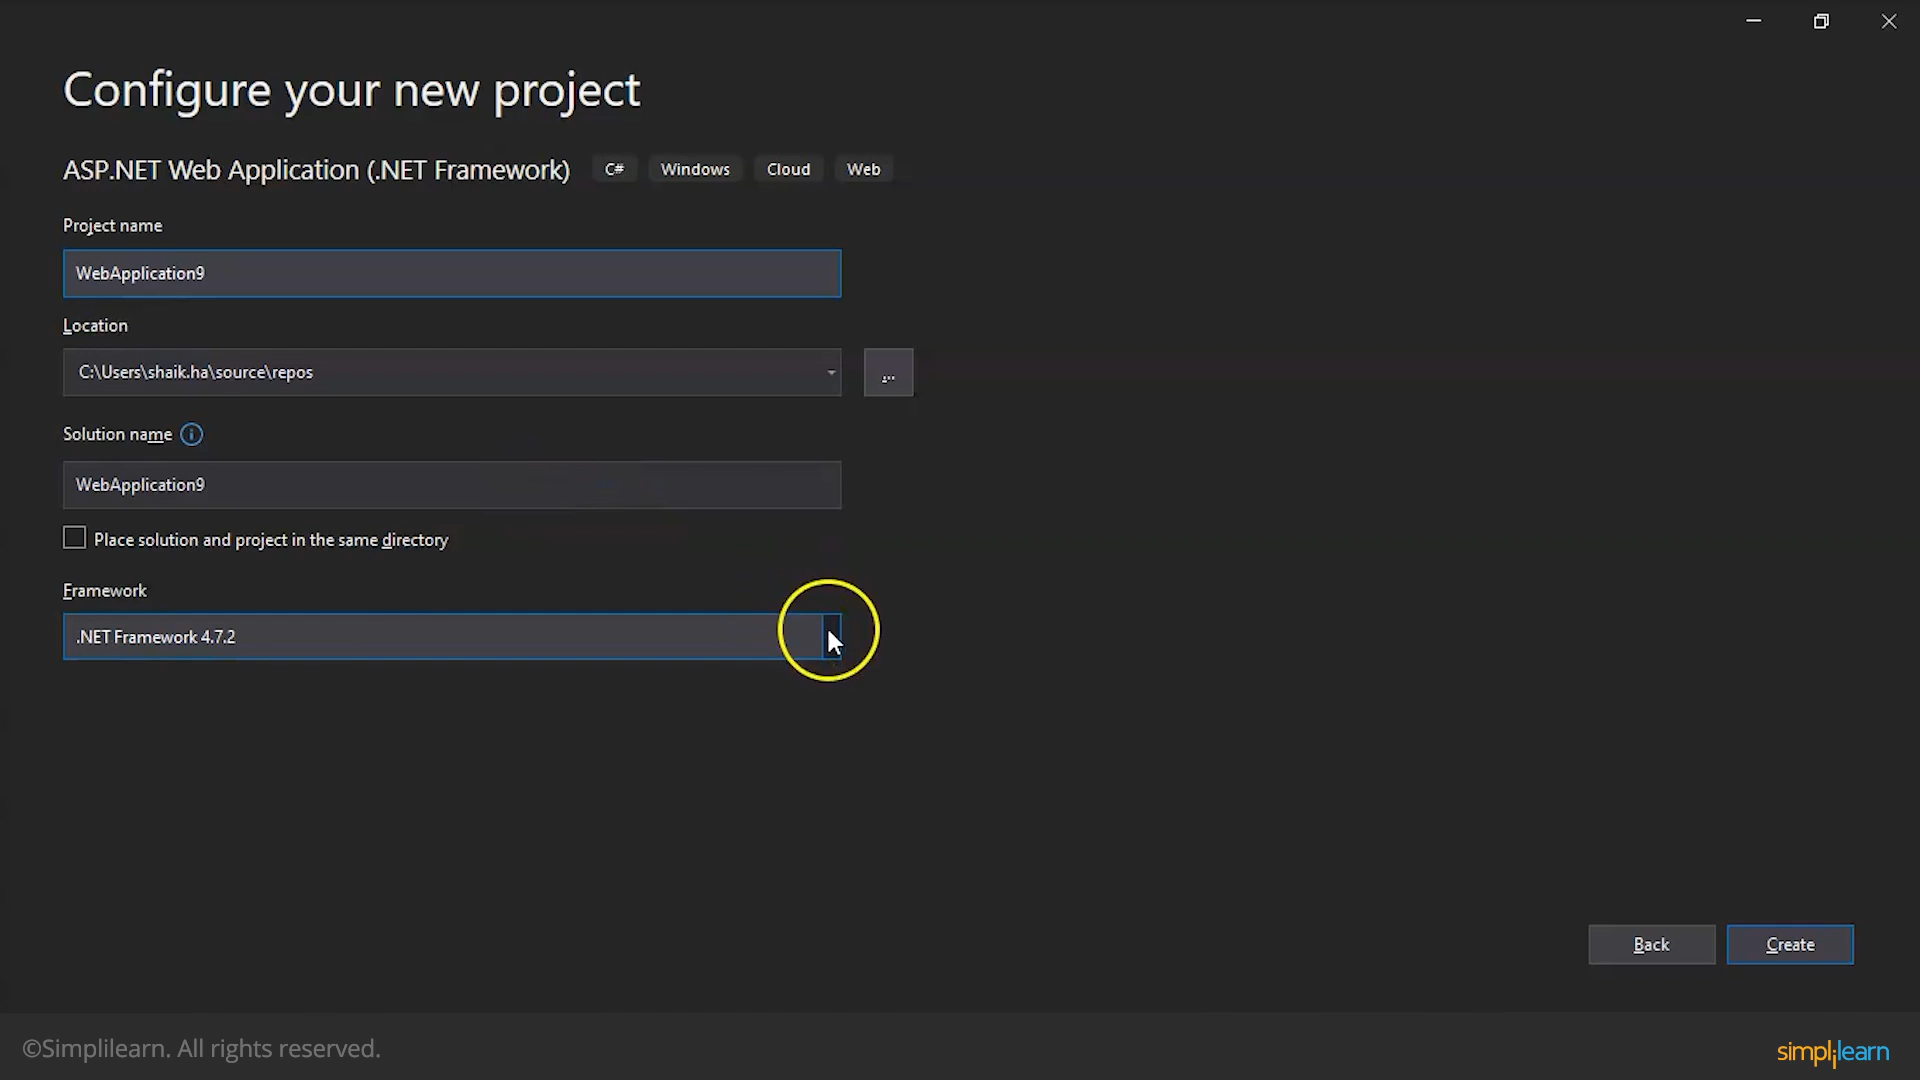 Configure your new project
ASP.NET Web Application (.NET Framework) C# Windows Cloud Web
Project name
WebApplication9
Location
C:\Users\shaik.ha\source\repos
...
Solution name
WebApplication9
Place solution and project in the same directory
Framework
.NET Framework 4.7.2
Back Create
©Simplilearn. All rights reserved.
simplilearn